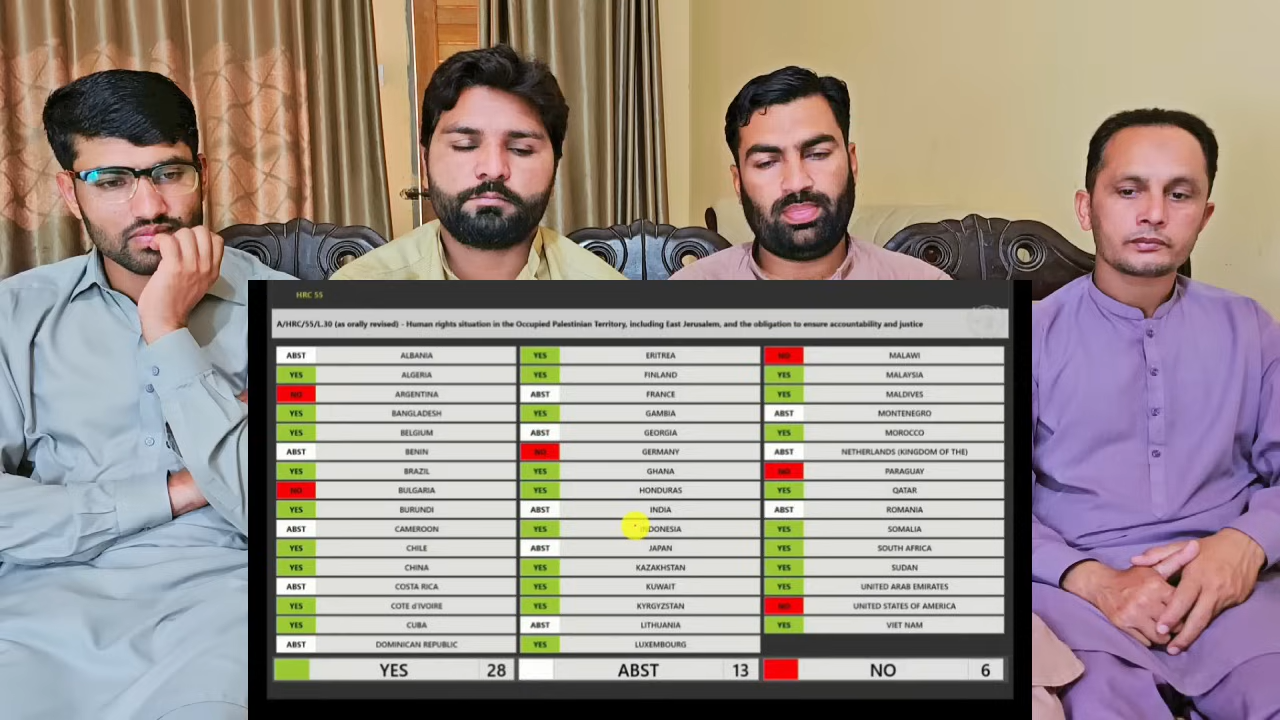 HRC 55
A/HRC/55/L.30 (as orally revised) - Human rights situation in the Occupied Palestinian Territory, including East Jerusalem, and the obligation to ensure accountability and justice
ABST ALBANIA YES ERITREA NO MALAWI
YES ALGERIA YES FINLAND YES MALAYSIA
NO ARGENTINA ABST FRANCE YES MALDIVES
YES BANGLADESH YES GAMBIA ABST MONTENEGRO
YES BELGIUM ABST GEORGIA YES MOROCCO
ABST BENIN NO GERMANY ABST NETHERLANDS (KINGDOM OF THE)
YES BRAZIL YES GHANA NO PARAGUAY
NO BULGARIA YES HONDURAS YES QATAR
YES BURUNDI ABST INDIA ABST ROMANIA
ABST CAMEROON YES INDONESIA YES SOMALIA
YES CHILE ABST JAPAN YES SOUTH AFRICA
YES CHINA YES KAZAKHSTAN YES SUDAN
ABST COSTA RICA YES KUWAIT YES UNITED ARAB EMIRATES
YES COTE d'IVOIRE YES KYRGYZSTAN NO UNITED STATES OF AMERICA
YES CUBA ABST LITHUANIA YES VIET NAM
ABST DOMINICAN REPUBLIC YES LUXEMBOURG
YES 28 ABST 13 NO 6